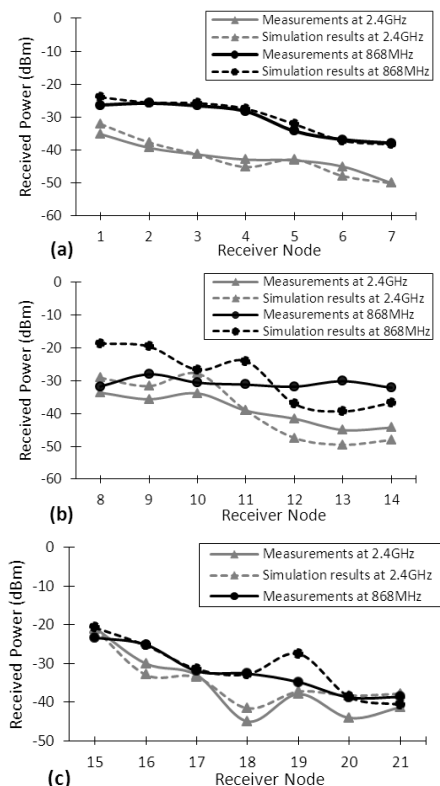 (a)
Received Power (dBm)
0
-10
-20
-30
-40
-50
-60
Measurements at 2.4GHz
Simulation results at 2.4GHz
Measurements at 868MHz
Simulation results at 868MHz
1 2 3 4 5 6 7
Receiver Node
(b)
Received Power (dBm)
0
-10
-20
-30
-40
-50
-60
Measurements at 2.4GHz
Simulation results at 2.4GHz
Measurements at 868MHz
Simulation results at 868MHz
8 9 10 11 12 13 14
Receiver Node
(c)
Received Power (dBm)
0
-10
-20
-30
-40
-50
Measurements at 2.4GHz
Simulation results at 2.4GHz
Measurements at 868MHz
15 16 17 18 19 20 21
Receiver Node